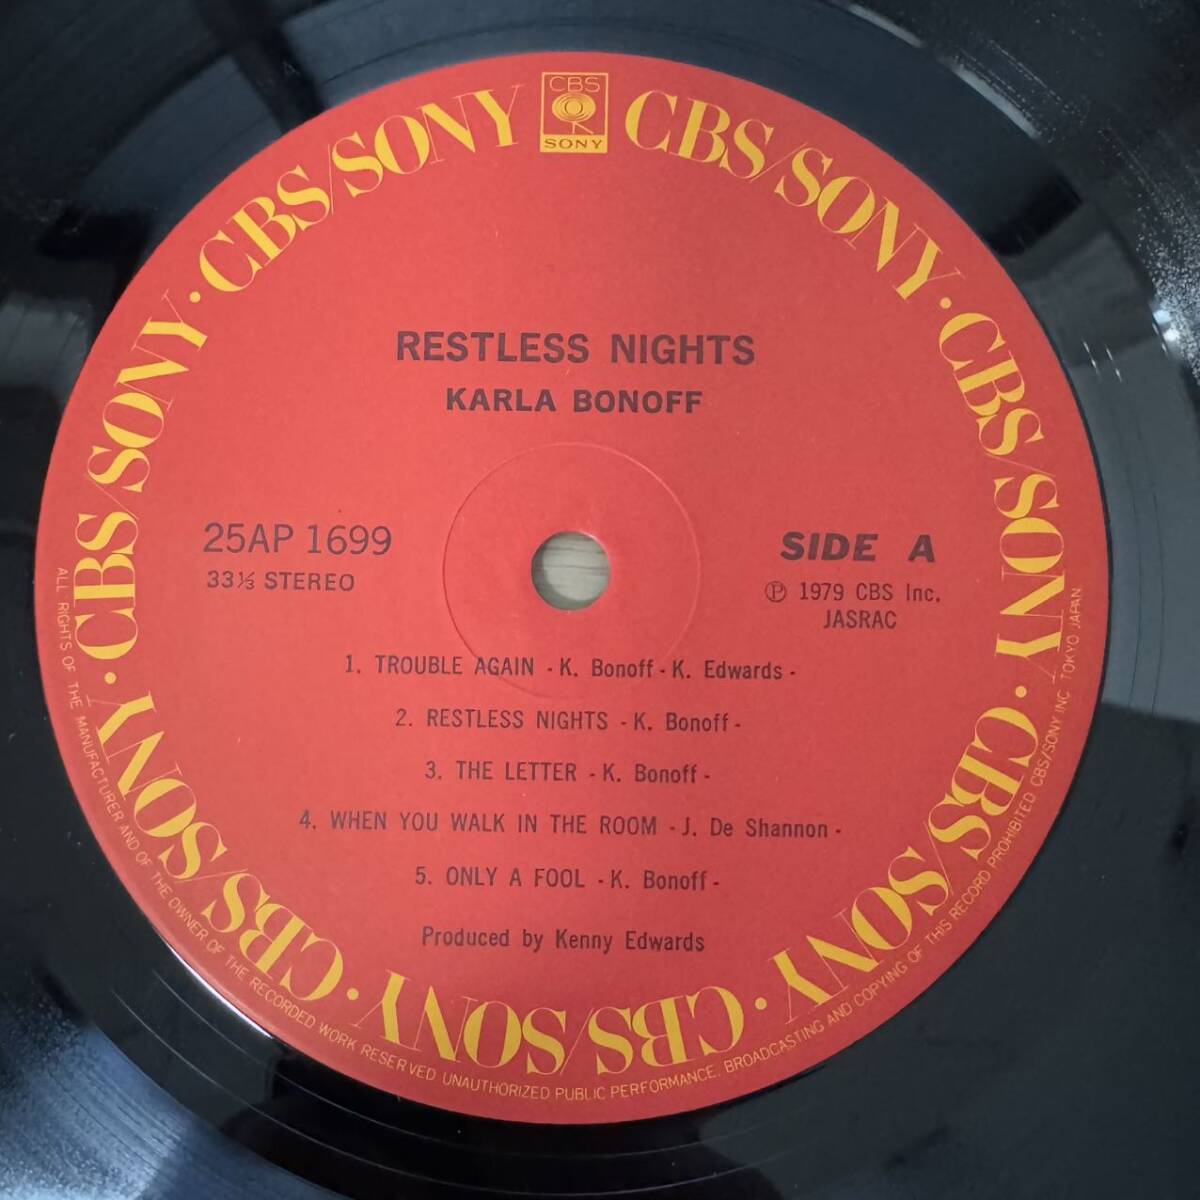 CBS
SONY
CBS/SONY · CBS/SONY · CBS/SONY · CBS/SONY · CBS/SONY · CBS/SONY · CBS/SONY · CBS/SONY
RESTLESS NIGHTS
KARLA BONOFF
25AP 1699
33⅓ STEREO
SIDE A
Ⓟ 1979 CBS Inc.
JASRAC
1. TROUBLE AGAIN - K. Bonoff - K. Edwards -
2. RESTLESS NIGHTS - K. Bonoff -
3. THE LETTER - K. Bonoff -
4. WHEN YOU WALK IN THE ROOM - J. De Shannon -
5. ONLY A FOOL - K. Bonoff -
Produced by Kenny Edwards
ALL RIGHTS OF THE MANUFACTURER AND OF THE OWNER OF THE RECORDED WORK RESERVED UNAUTHORIZED PUBLIC PERFORMANCE. BROADCASTING AND COPYING OF THIS RECORD PROHIBITED CBS/SONY INC TOKYO JAPAN